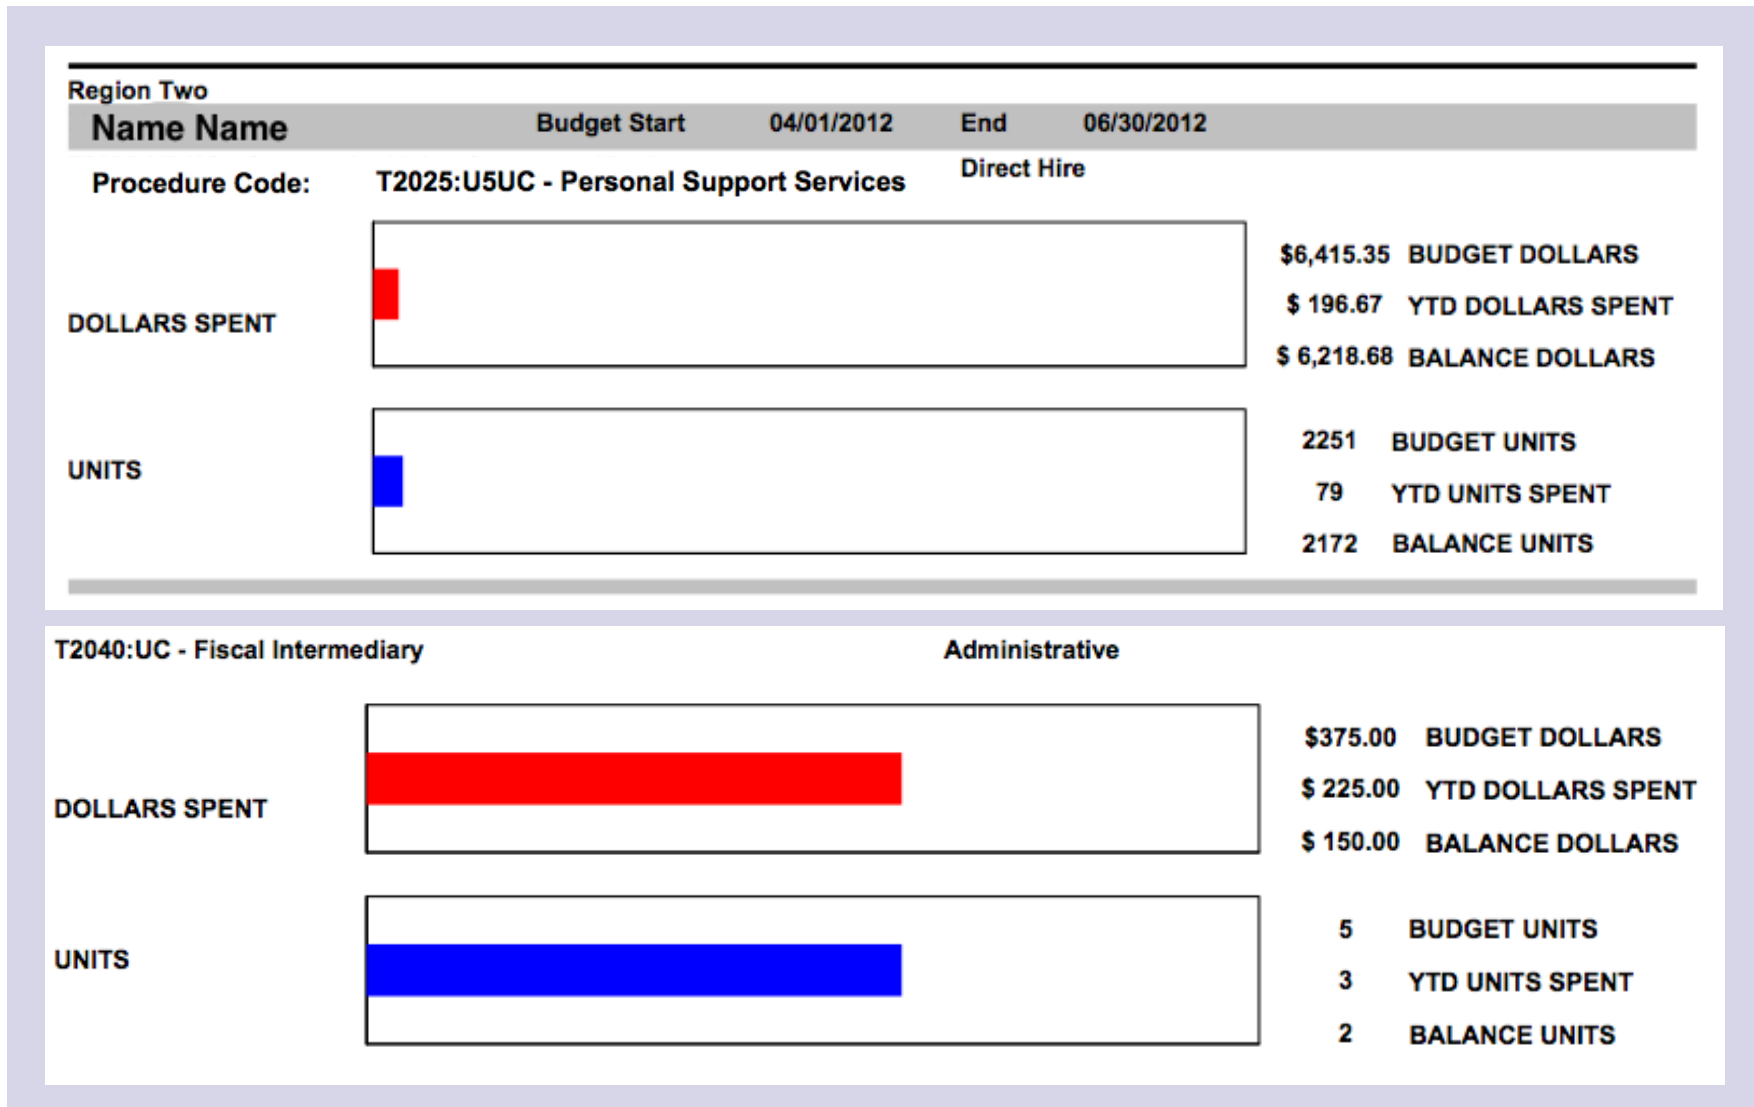 Region Two
Name Name Budget Start 04/01/2012 End 06/30/2012
Procedure Code: T2025:U5UC - Personal Support Services Direct Hire
DOLLARS SPENT
$6,415.35 BUDGET DOLLARS
$ 196.67 YTD DOLLARS SPENT
$ 6,218.68 BALANCE DOLLARS
UNITS
2251 BUDGET UNITS
79 YTD UNITS SPENT
2172 BALANCE UNITS
T2040:UC - Fiscal Intermediary Administrative
DOLLARS SPENT
$375.00 BUDGET DOLLARS
$ 225.00 YTD DOLLARS SPENT
$ 150.00 BALANCE DOLLARS
UNITS
5 BUDGET UNITS
3 YTD UNITS SPENT
2 BALANCE UNITS